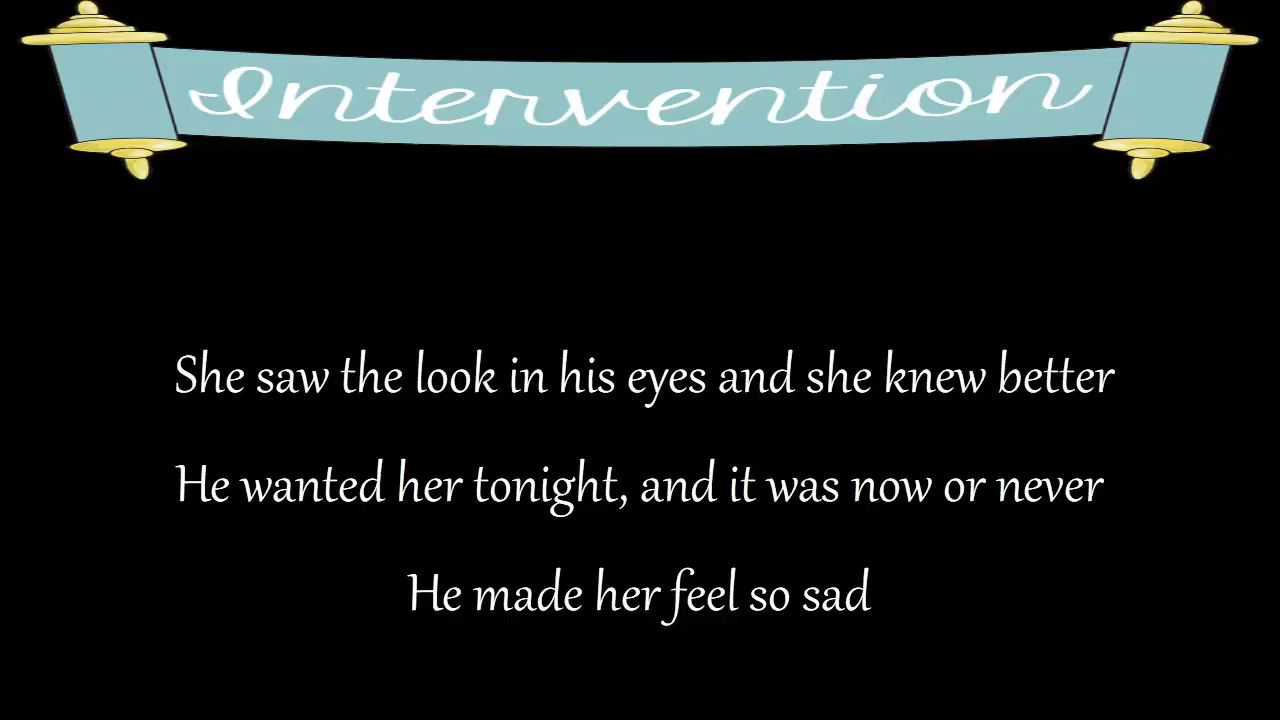 Intervention
She saw the look in his eyes and she knew better
He wanted her tonight, and it was now or never
He made her feel so sad